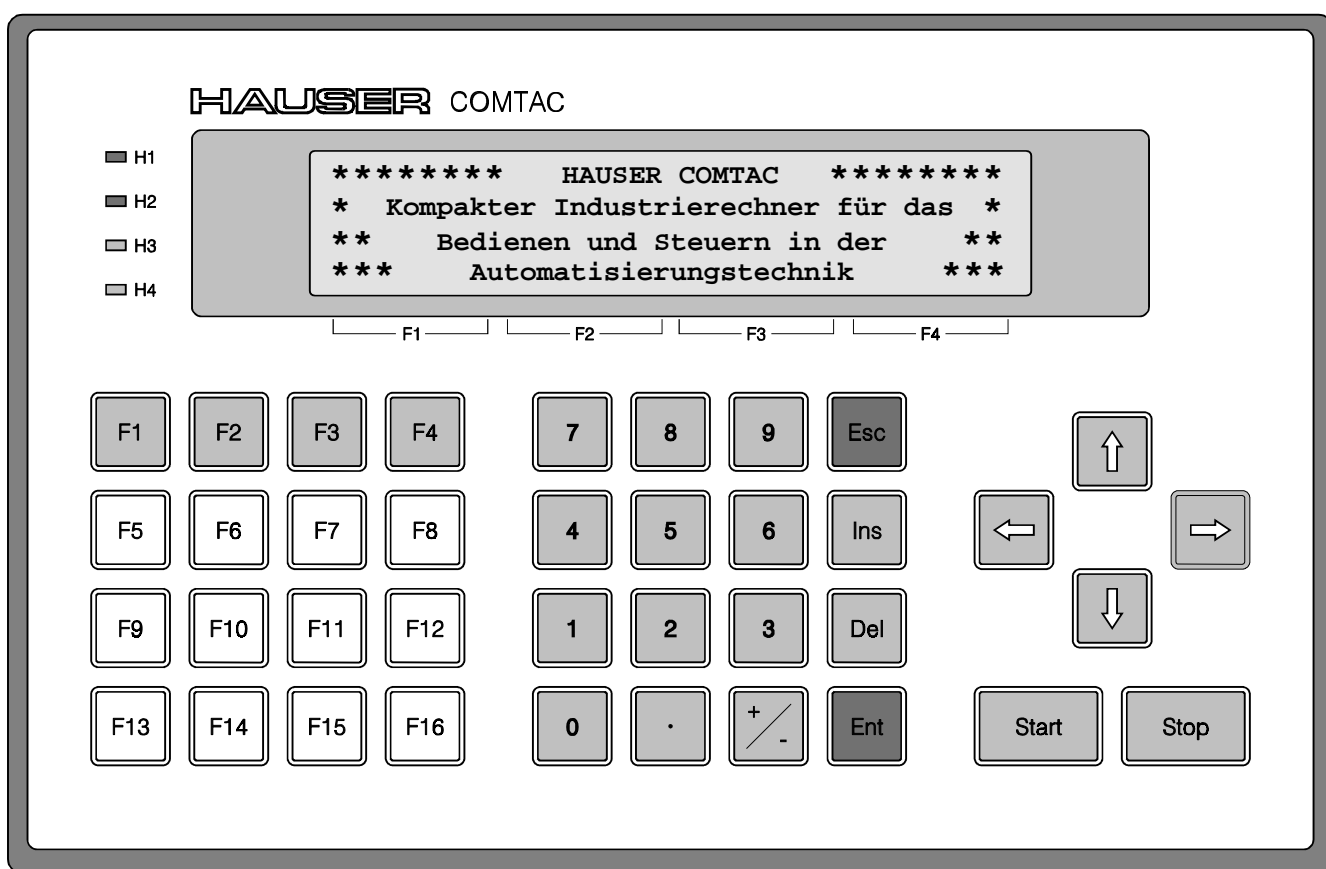 HAUSER COMTAC
H1
H2
H3
H4
******** HAUSER COMTAC ********
* Kompakter Industrierechner für das *
** Bedienen und Steuern in der **
*** Automatisierungstechnik ***
F1 F2 F3 F4
F1 F2 F3 F4 7 8 9 Esc
F5 F6 F7 F8 4 5 6 Ins
F9 F10 F11 F12 1 2 3 Del
F13 F14 F15 F16 0 . +/- Ent Start Stop